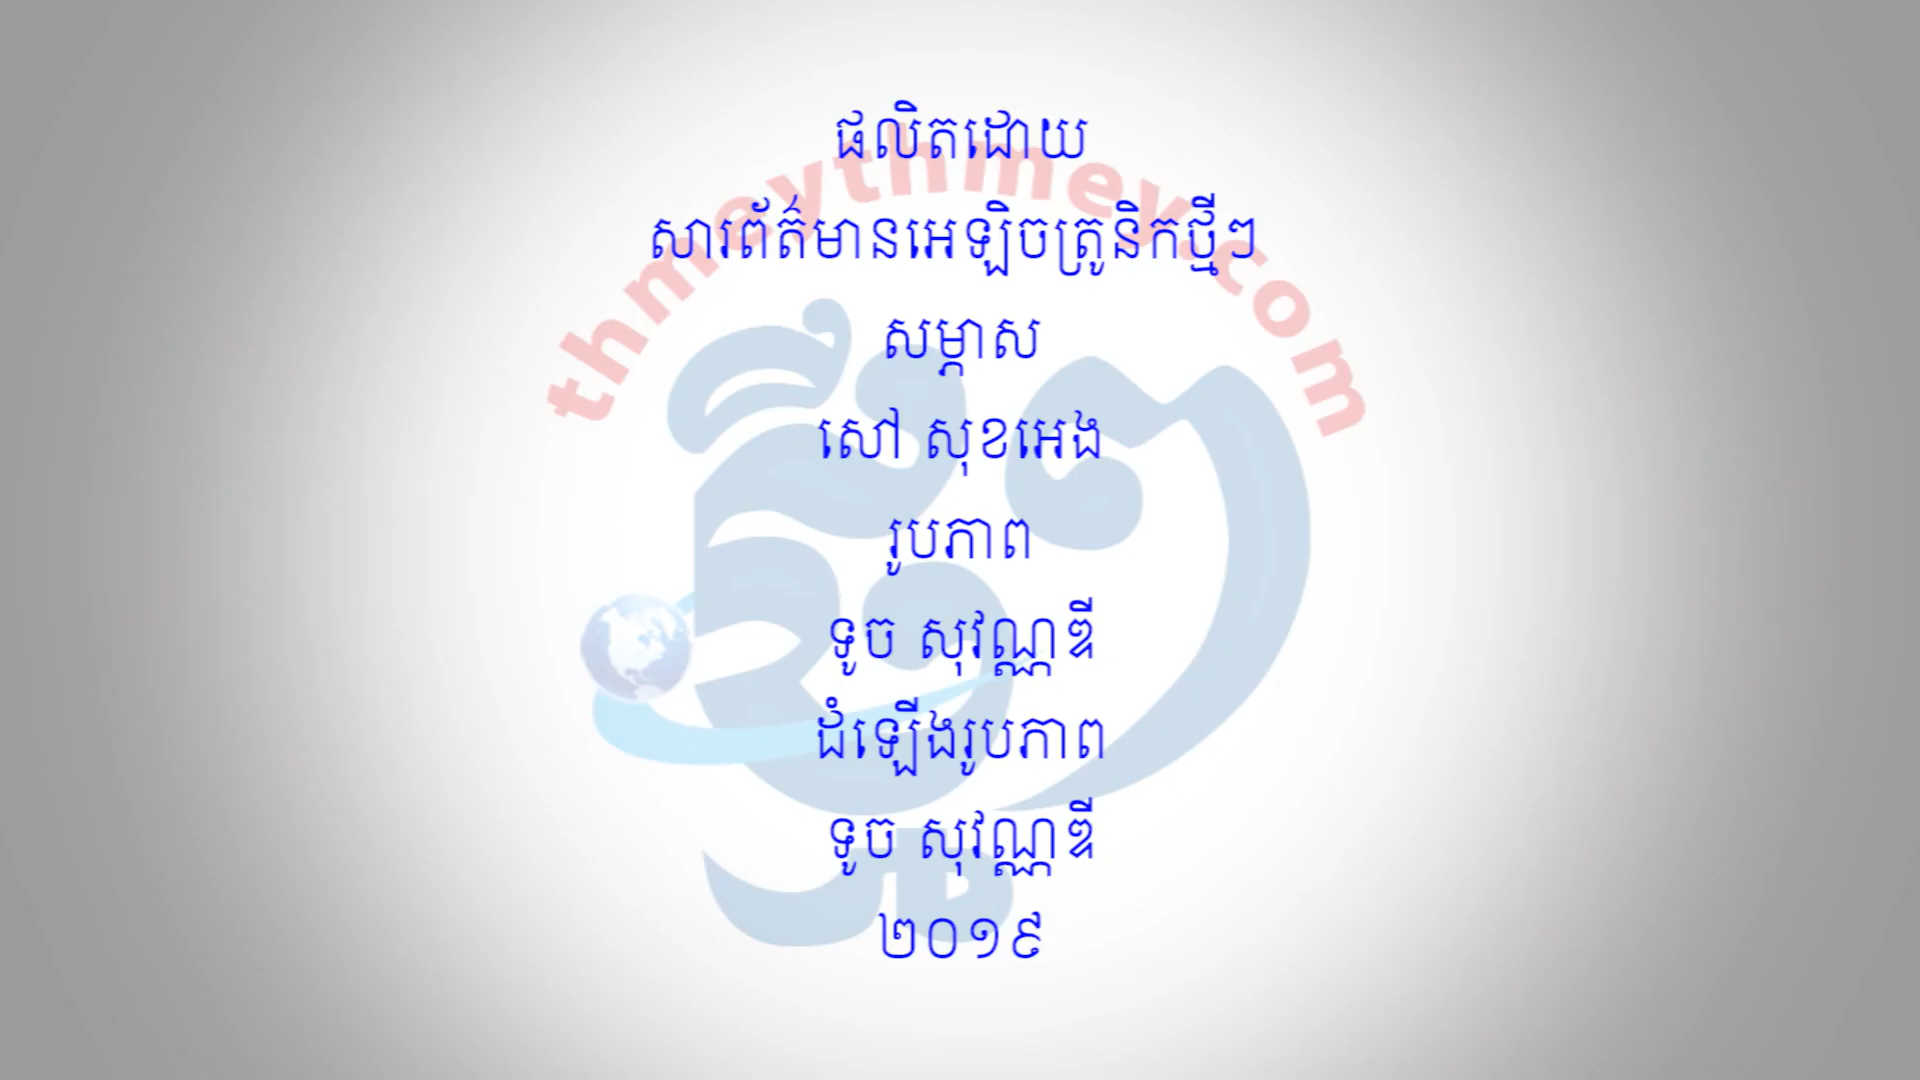 ផលិតដោយ
សារព័ត៌មានអេឡិចត្រូនិកថ្មីៗ
សម្ភាស
សៅ សុខអេង
រូបភាព
ទូច សុវណ្ណឌី
ដំឡើងរូបភាព
ទូច សុវណ្ណឌី
២០១៩
thmeythmey.com
ថ្មីៗ